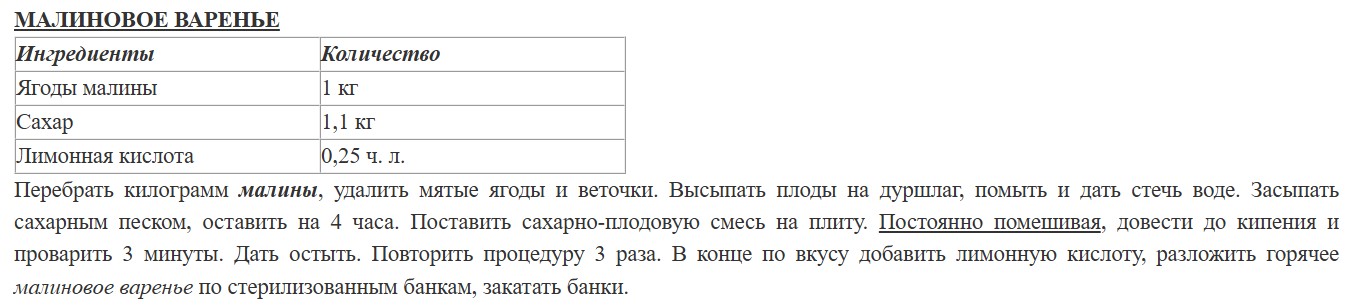 МАЛИНОВОЕ ВАРЕНЬЕ
Ингредиенты Количество
Ягоды малины 1 кг
Сахар 1,1 кг
Лимонная кислота 0,25 ч. л.
Перебрать килограмм малины, удалить мятые ягоды и веточки. Высыпать плоды на дуршлаг, помыть и дать стечь воде. Засыпать
сахарным песком, оставить на 4 часа. Поставить сахарно-плодовую смесь на плиту. Постоянно помешивая, довести до кипения и
проварить 3 минуты. Дать остыть. Повторить процедуру 3 раза. В конце по вкусу добавить лимонную кислоту, разложить горячее
малиновое варенье по стерилизованным банкам, закатать банки.